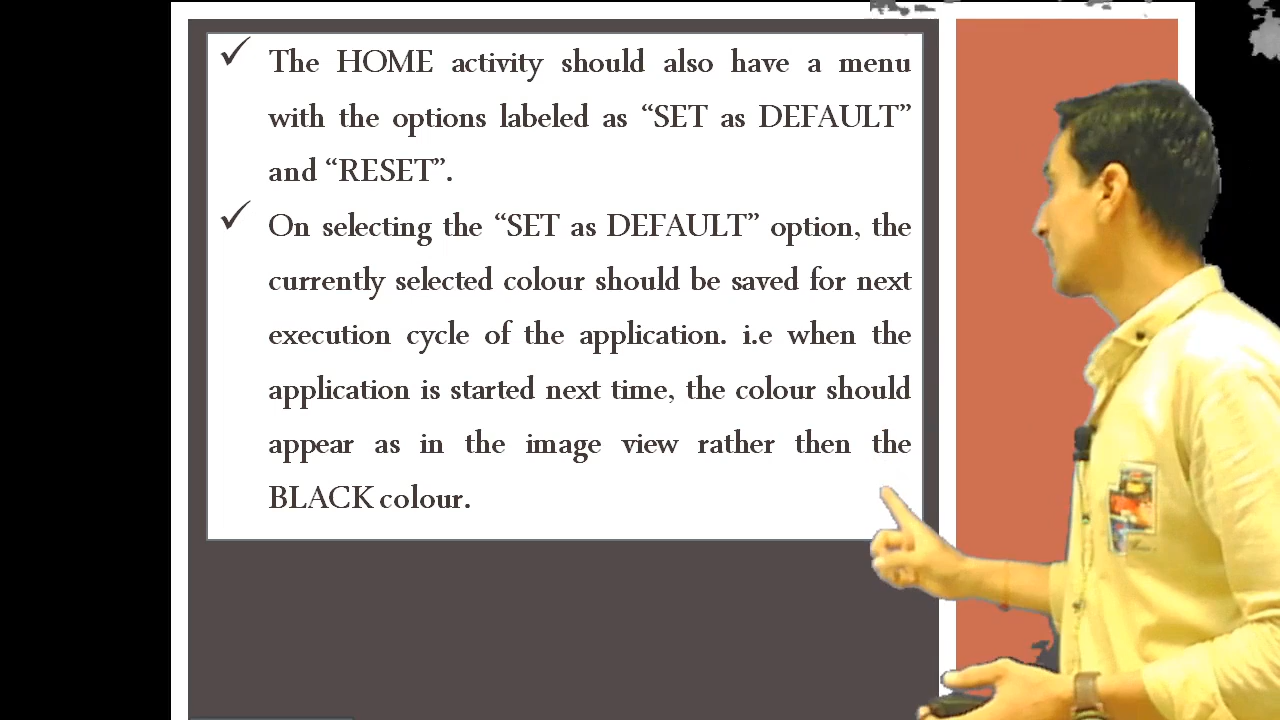 ✓ The HOME activity should also have a menu
with the options labeled as “SET as DEFAULT”
and “RESET”.
✓ On selecting the “SET as DEFAULT” option, the
currently selected colour should be saved for next
execution cycle of the application. i.e when the
application is started next time, the colour should
appear as in the image view rather then the
BLACK colour.